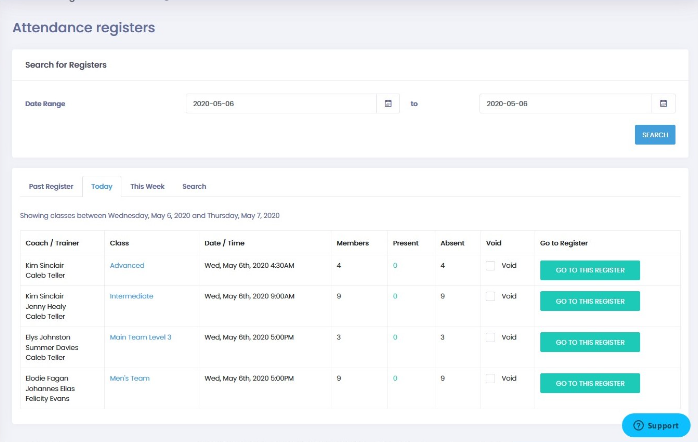 Attendance registers
Search for Registers
Date Range
2020-05-06
to
2020-05-06
SEARCH
Past Register Today This Week Search
Showing classes between Wednesday, May 6, 2020 and Thursday, May 7, 2020
Coach / Trainer Class Date / Time Members Present Absent Void Go to Register
Kim Sinclair
Caleb Teller
Advanced
Wed, May 6th, 2020 4:30AM
4
0
4
Void
GO TO THIS REGISTER
Kim Sinclair
Jenny Healy
Caleb Teller
Intermediate
Wed, May 6th, 2020 9:00AM
9
0
9
Void
GO TO THIS REGISTER
Elys Johnston
Summer Davies
Caleb Teller
Main Team Level 3
Wed, May 6th, 2020 5:00PM
3
0
3
Void
GO TO THIS REGISTER
Elodie Fagan
Johannes Elias
Felicity Evans
Men's Team
Wed, May 6th, 2020 5:00PM
9
0
9
Void
GO TO THIS REGISTER
Support